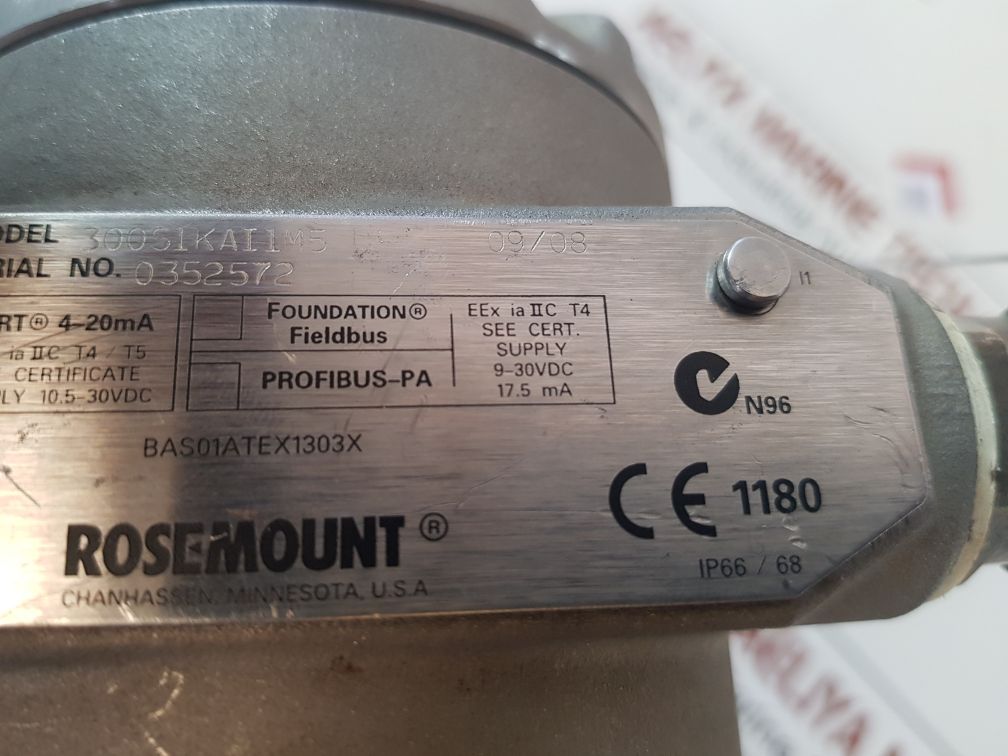 ODEL 300S1KAI1M5 09/08
RIAL NO. 0352572
I1
RT® 4-20mA
ia IIC T4 / T5
CERTIFICATE
LY 10.5-30VDC
FOUNDATION®
Fieldbus
PROFIBUS-PA
EEx ia IIC T4
SEE CERT.
SUPPLY
9-30VDC
17.5 mA
N96
BAS01ATEX1303X
CE 1180
ROSEMOUNT®
CHANHASSEN, MINNESOTA, U.S.A
IP66 / 68